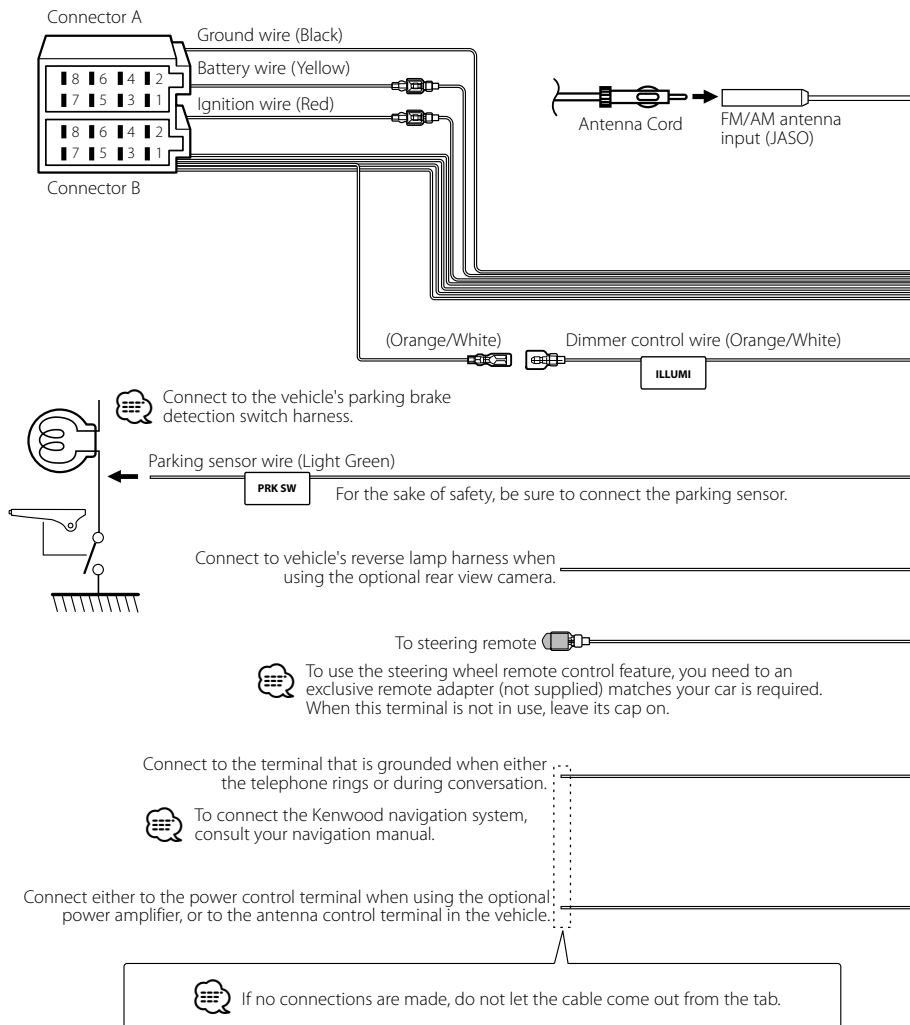 Connector A
Ground wire (Black)
Battery wire (Yellow)
8 6 4 2
7 5 3 1
Ignition wire (Red)
8 6 4 2
7 5 3 1
Connector B
Antenna Cord
FM/AM antenna
input (JASO)
(Orange/White)
Dimmer control wire (Orange/White)
ILLUMI
Connect to the vehicle's parking brake
detection switch harness.
Parking sensor wire (Light Green)
PRK SW
For the sake of safety, be sure to connect the parking sensor.
Connect to vehicle's reverse lamp harness when
using the optional rear view camera.
To steering remote
To use the steering wheel remote control feature, you need to an
exclusive remote adapter (not supplied) matches your car is required.
When this terminal is not in use, leave its cap on.
Connect to the terminal that is grounded when either
the telephone rings or during conversation.
To connect the Kenwood navigation system,
consult your navigation manual.
Connect either to the power control terminal when using the optional
power amplifier, or to the antenna control terminal in the vehicle.
If no connections are made, do not let the cable come out from the tab.